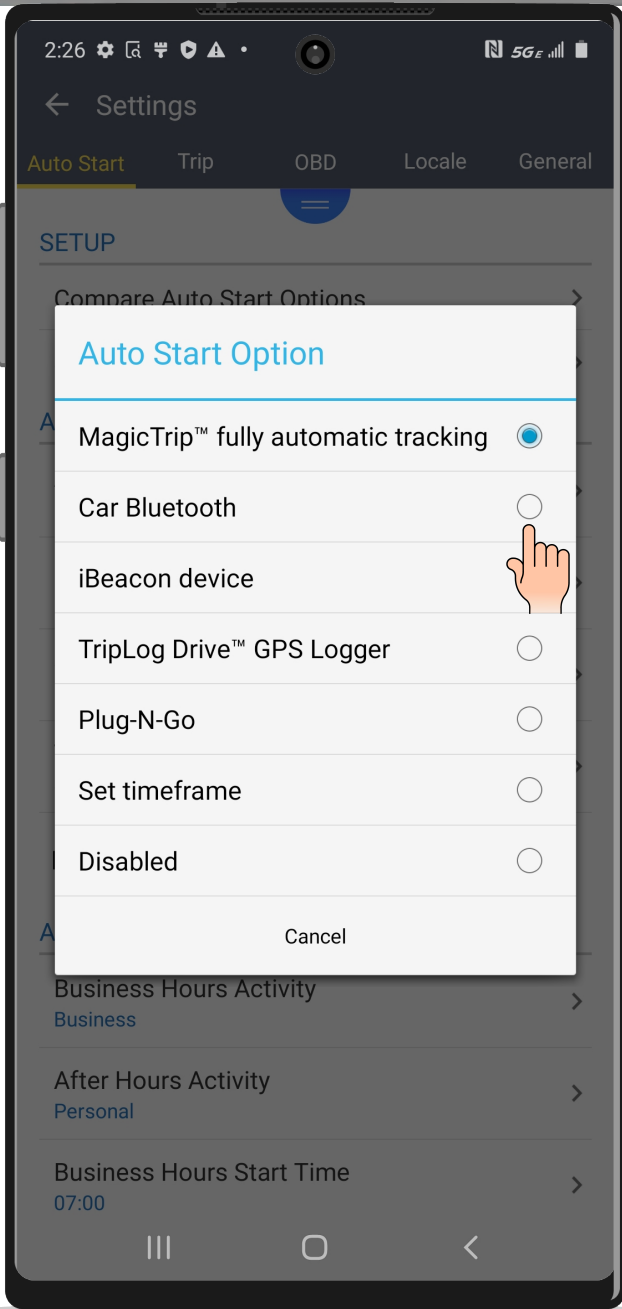 2:26
5G E
Settings
Auto Start Trip OBD Locale General
SETUP
Compare Auto Start Options
Auto Start Option
MagicTrip™ fully automatic tracking
Car Bluetooth
iBeacon device
TripLog Drive™ GPS Logger
Plug-N-Go
Set timeframe
Disabled
Cancel
Business Hours Activity
Business
After Hours Activity
Personal
Business Hours Start Time
07:00